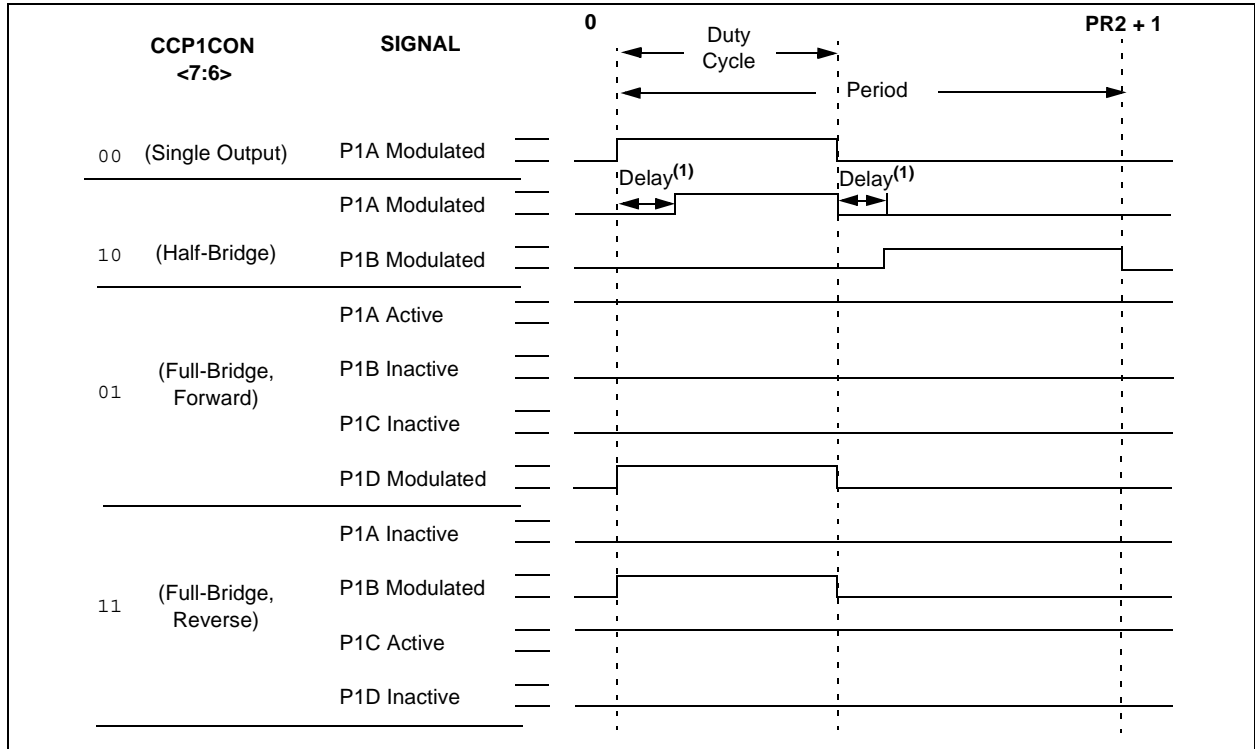 CCP1CON
<7:6>
SIGNAL
0
PR2 + 1
Duty
Cycle
Period
00 (Single Output) P1A Modulated
Delay(1) Delay(1)
P1A Modulated
10 (Half-Bridge) P1B Modulated
P1A Active
01 (Full-Bridge,
Forward)
P1B Inactive
P1C Inactive
P1D Modulated
P1A Inactive
11 (Full-Bridge,
Reverse)
P1B Modulated
P1C Active
P1D Inactive